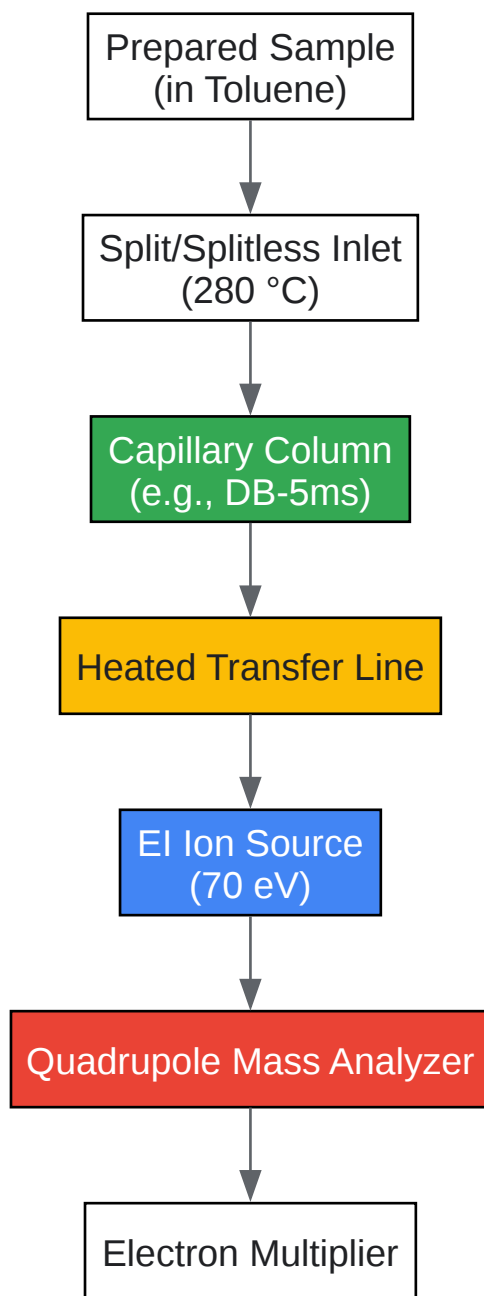 Prepared Sample
(in Toluene)
Split/Splitless Inlet
(280 °C)
Capillary Column
(e.g., DB-5ms)
Heated Transfer Line
EI Ion Source
(70 eV)
Quadrupole Mass Analyzer
Electron Multiplier